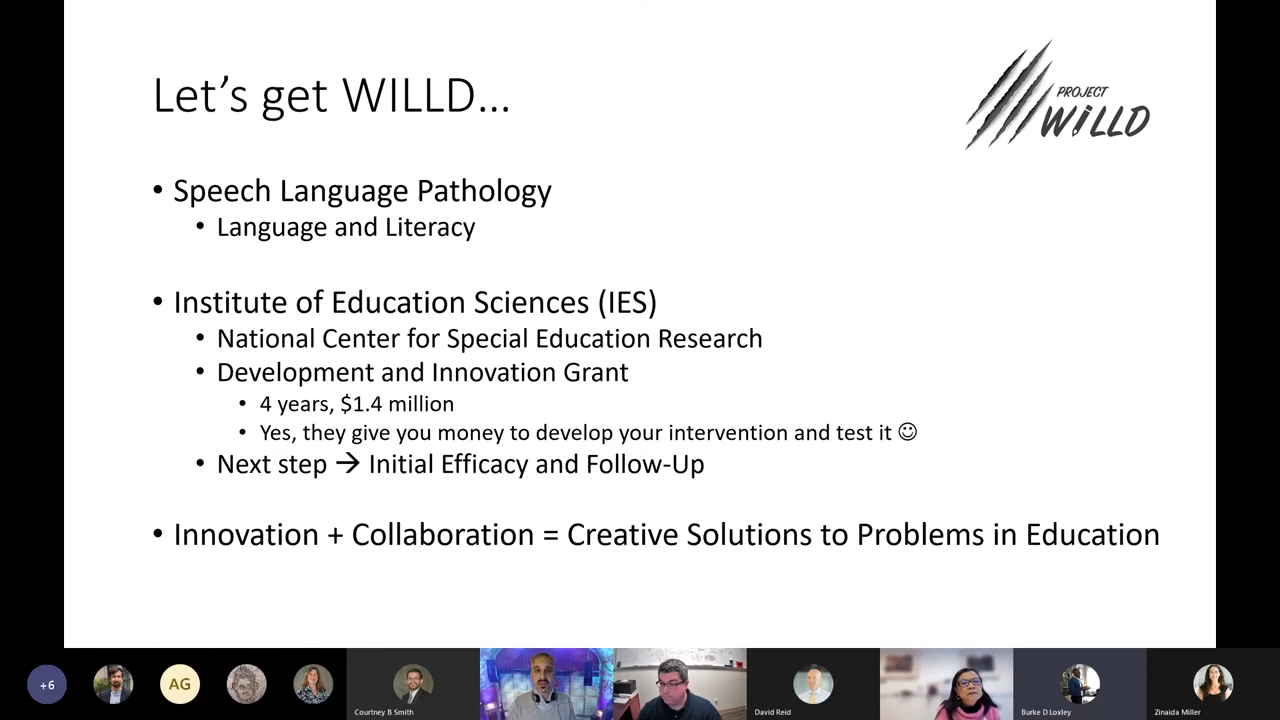 Let's get WILLD...
PROJECT
WiLLD
• Speech Language Pathology
• Language and Literacy
• Institute of Education Sciences (IES)
• National Center for Special Education Research
• Development and Innovation Grant
• 4 years, $1.4 million
• Yes, they give you money to develop your intervention and test it ☺
• Next step → Initial Efficacy and Follow-Up
• Innovation + Collaboration = Creative Solutions to Problems in Education
+6
AG
Courtney B Smith
David Reid
Burke D Loxley
Zinaida Miller